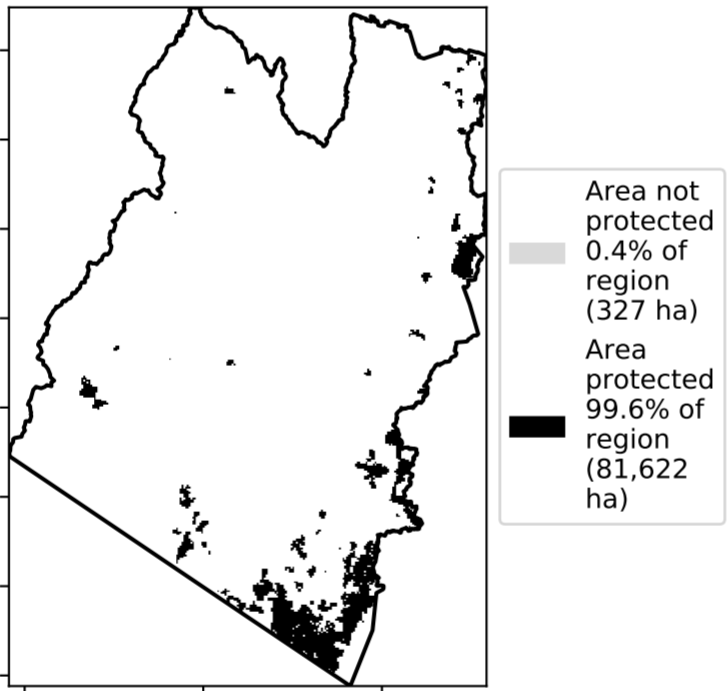 Area not
protected
0.4% of
region
(327 ha)
Area
protected
99.6% of
region
(81,622
ha)